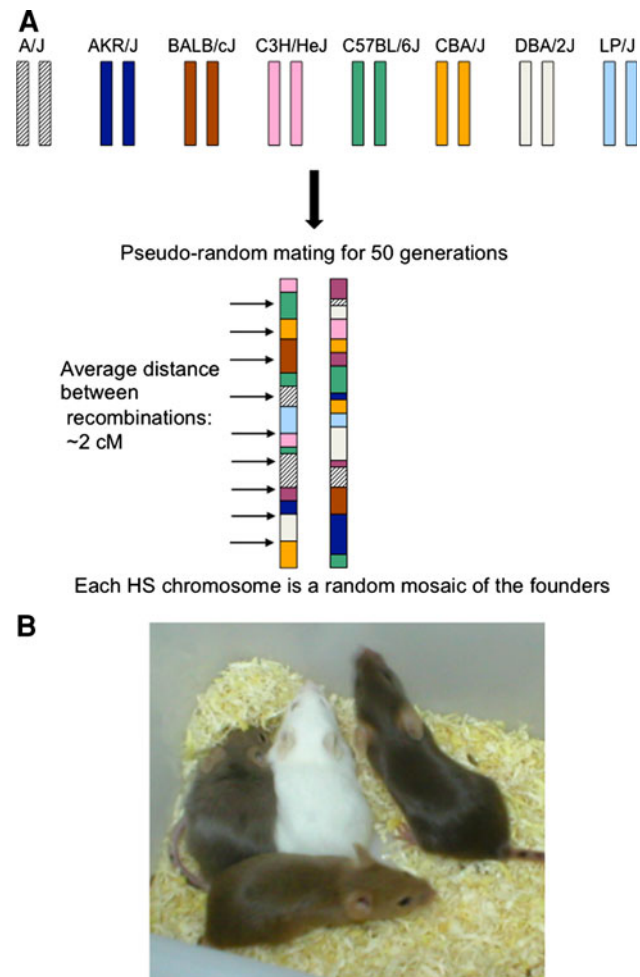 A
A/J AKR/J BALB/cJ C3H/HeJ C57BL/6J CBA/J DBA/2J LP/J
Pseudo-random mating for 50 generations
Average distance
between
recombinations:
~2 cM
Each HS chromosome is a random mosaic of the founders
B